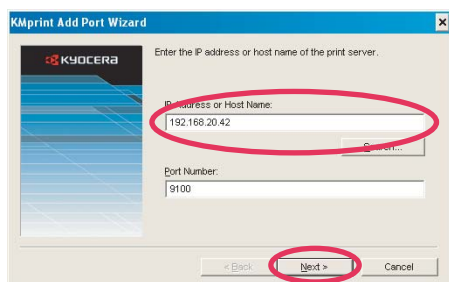 KMprint Add Port Wizard
KYOCERA
Enter the IP address or host name of the print server.
IP Address or Host Name:
192.168.20.42
Search...
Port Number:
9100
< Back
Next >
Cancel